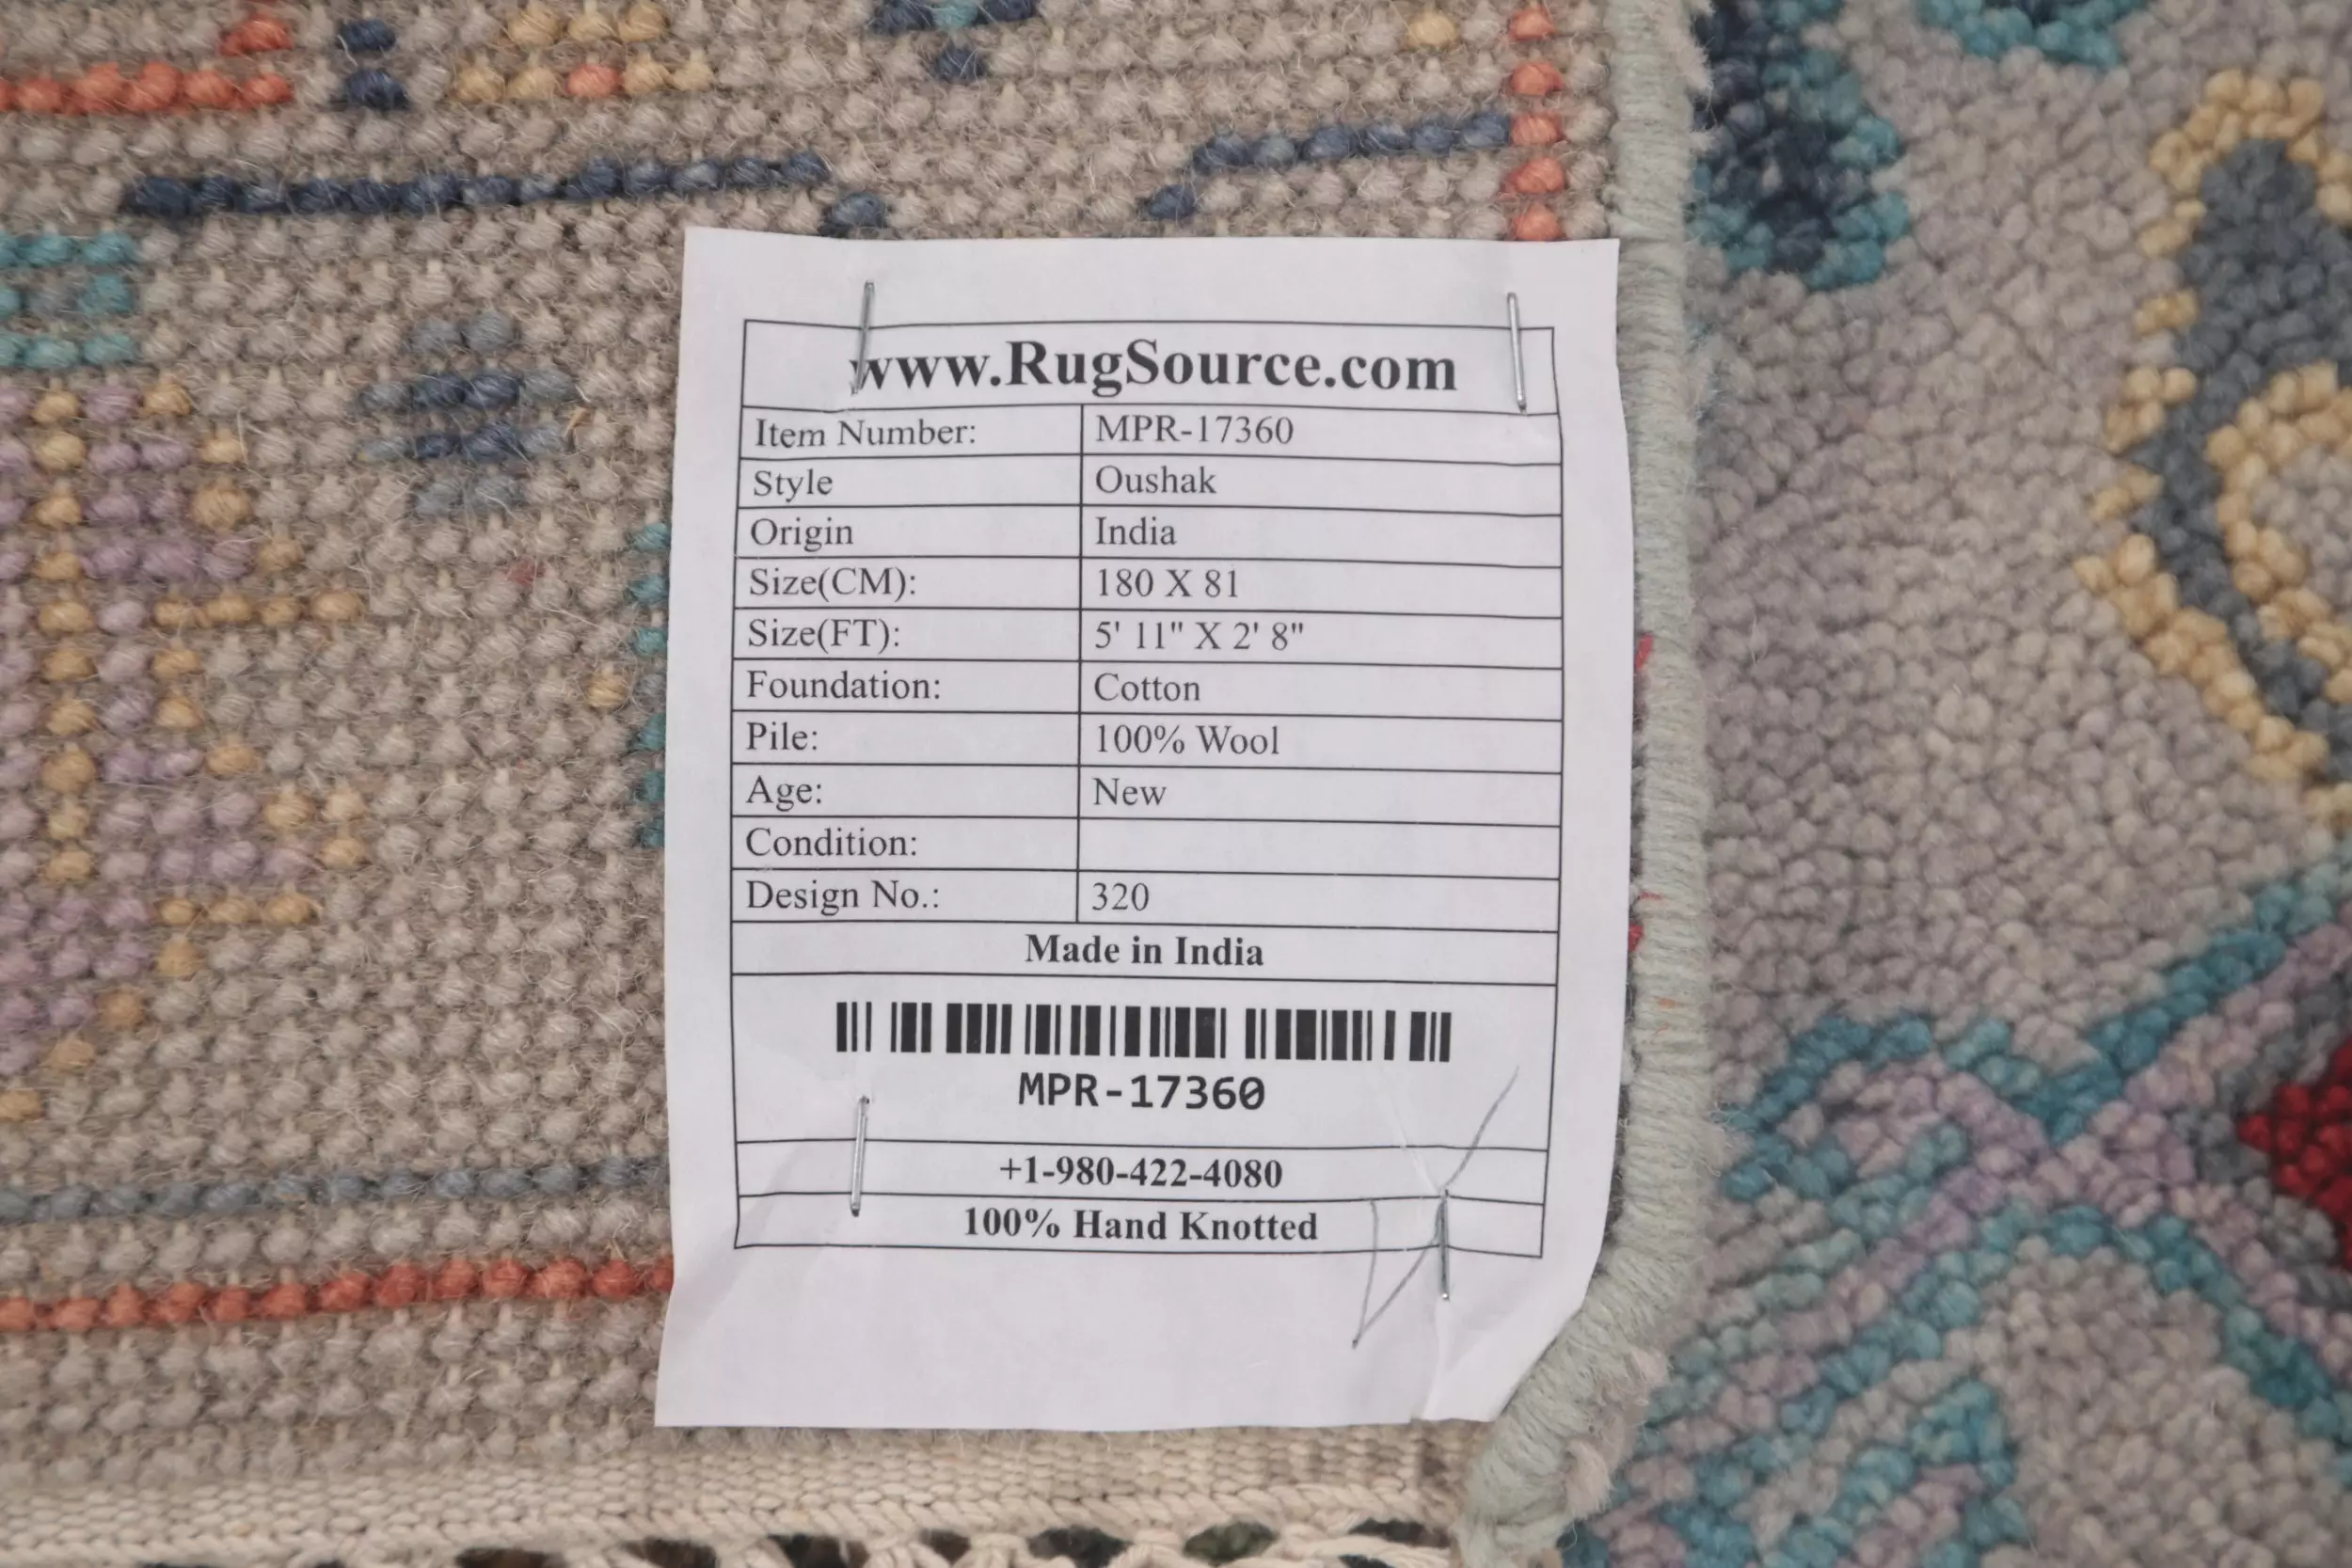 www.RugSource.com
Item Number: MPR-17360
Style Oushak
Origin India
Size(CM): 180 X 81
Size(FT): 5' 11" X 2' 8"
Foundation: Cotton
Pile: 100% Wool
Age: New
Condition:
Design No.: 320
Made in India
MPR-17360
+1-980-422-4080
100% Hand Knotted